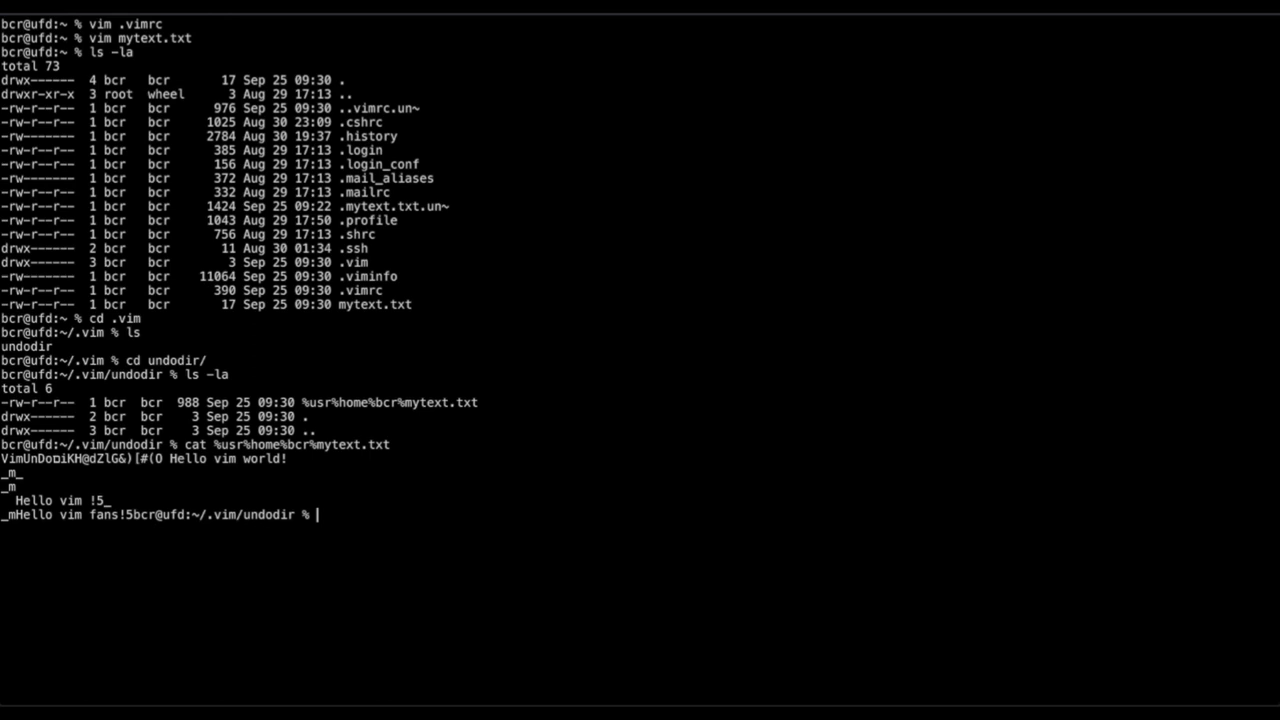 bcr@ufd:~ % vim .vimrc
bcr@ufd:~ % vim mytext.txt
bcr@ufd:~ % ls -la
total 73
drwx------  4 bcr   bcr       17 Sep 25 09:30 .
drwxr-xr-x  3 root  wheel      3 Aug 29 17:13 ..
-rw-r--r--  1 bcr   bcr      976 Sep 25 09:30 ..vimrc.un~
-rw-r--r--  1 bcr   bcr     1025 Aug 30 23:09 .cshrc
-rw-------  1 bcr   bcr     2784 Aug 30 19:37 .history
-rw-r--r--  1 bcr   bcr      385 Aug 29 17:13 .login
-rw-r--r--  1 bcr   bcr      156 Aug 29 17:13 .login_conf
-rw-------  1 bcr   bcr      372 Aug 29 17:13 .mail_aliases
-rw-r--r--  1 bcr   bcr      332 Aug 29 17:13 .mailrc
-rw-r--r--  1 bcr   bcr     1424 Sep 25 09:22 .mytext.txt.un~
-rw-r--r--  1 bcr   bcr     1043 Aug 29 17:50 .profile
-rw-r--r--  1 bcr   bcr      756 Aug 29 17:13 .shrc
drwx------  2 bcr   bcr       11 Aug 30 01:34 .ssh
drwx------  3 bcr   bcr        3 Sep 25 09:30 .vim
-rw-------  1 bcr   bcr    11064 Sep 25 09:30 .viminfo
-rw-r--r--  1 bcr   bcr      390 Sep 25 09:30 .vimrc
-rw-r--r--  1 bcr   bcr       17 Sep 25 09:30 mytext.txt
bcr@ufd:~ % cd .vim
bcr@ufd:~/.vim % ls
undodir
bcr@ufd:~/.vim % cd undodir/
bcr@ufd:~/.vim/undodir % ls -la
total 6
-rw-r--r--  1 bcr  bcr  988 Sep 25 09:30 %usr%home%bcr%mytext.txt
drwx------  2 bcr  bcr    3 Sep 25 09:30 .
drwx------  3 bcr  bcr    3 Sep 25 09:30 ..
bcr@ufd:~/.vim/undodir % cat %usr%home%bcr%mytext.txt
VimUnDo¤iKH@dZlG&)[#(O Hello vim world!
_m_
_m
  Hello vim !5_
_mHello vim fans!5bcr@ufd:~/.vim/undodir %